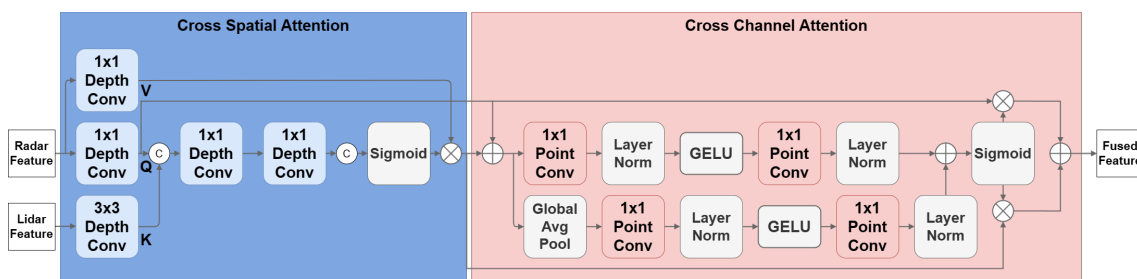 Cross Spatial Attention
Cross Channel Attention
1x1
Depth
Conv
V
Radar
Feature
1x1
Depth
Conv
Q
C
1x1
Depth
Conv
1x1
Depth
Conv
C
Sigmoid
Lidar
Feature
3x3
Depth
Conv
K
1x1
Point
Conv
Layer
Norm
GELU
1x1
Point
Conv
Layer
Norm
Sigmoid
Fused
Feature
Global
Avg
Pool
1x1
Point
Conv
Layer
Norm
GELU
1x1
Point
Conv
Layer
Norm